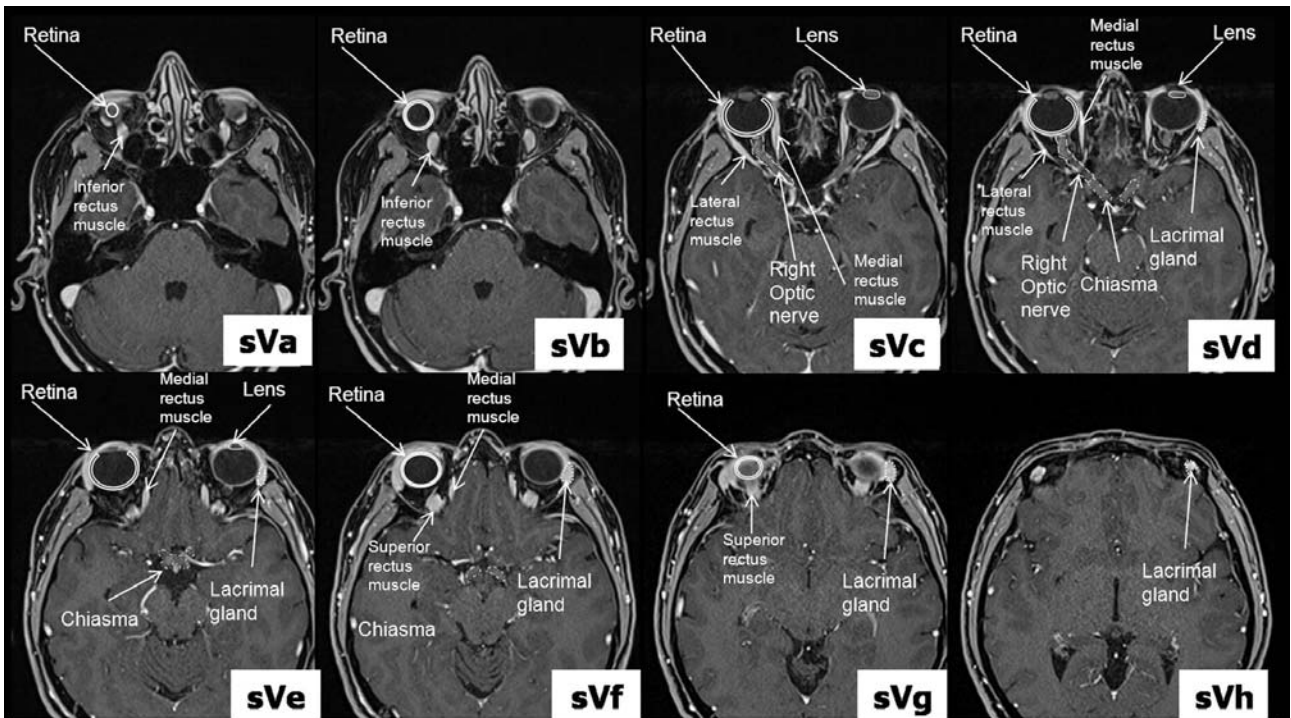 Retina
Inferior
rectus
muscle
sVa
Retina
Inferior
rectus
muscle
sVb
Retina
Lens
Lateral
rectus
muscle
Right
Optic
nerve
Medial
rectus
muscle
sVc
Retina
Medial
rectus
muscle
Lens
Lateral
rectus
muscle
Right
Optic
nerve
Chiasma
Lacrimal
gland
sVd
Retina
Medial
rectus
muscle
Lens
Chiasma
Lacrimal
gland
sVe
Retina
Medial
rectus
muscle
Superior
rectus
muscle
Lacrimal
gland
Chiasma
sVf
Retina
Superior
rectus
muscle
Lacrimal
gland
sVg
Lacrimal
gland
sVh